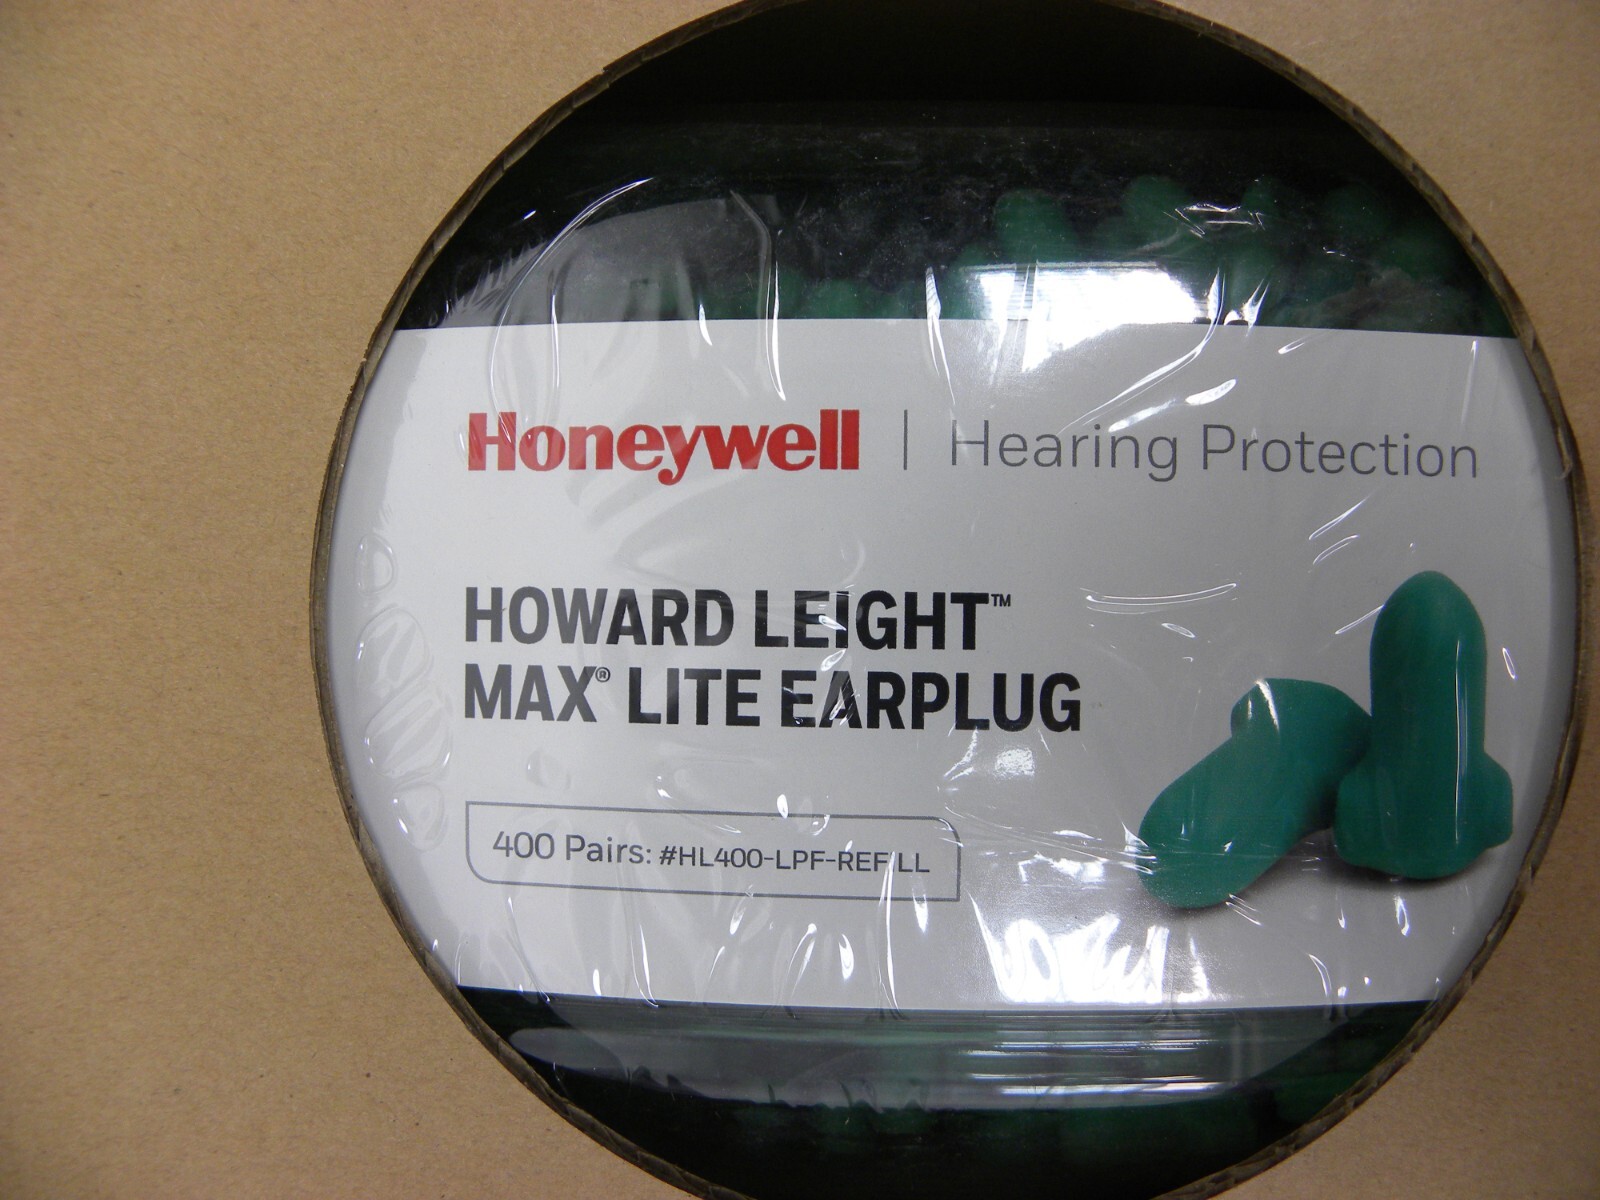 Honeywell | Hearing Protection
HOWARD LEIGHT™
MAX® LITE EARPLUG
400 Pairs: #HL400-LPF-REFILL